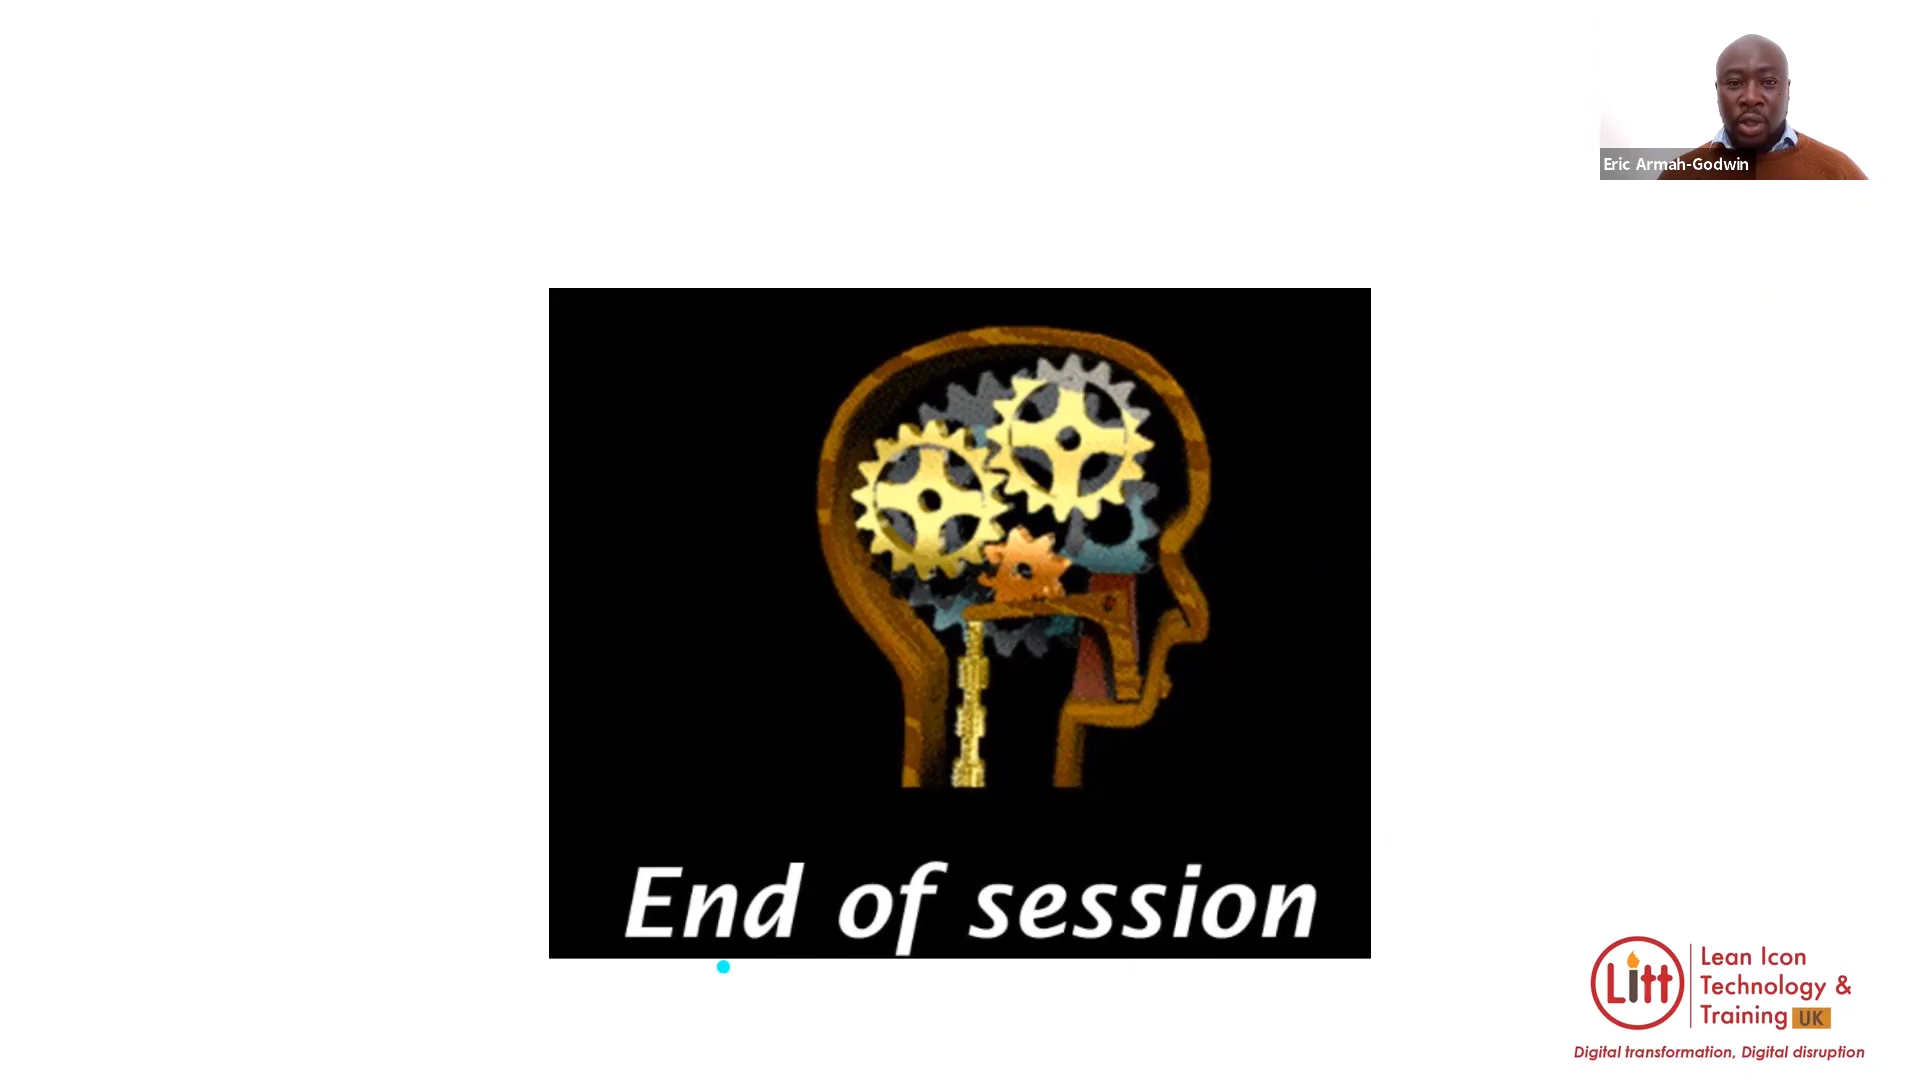 Eric Armah-Godwin
End of session
Litt
Lean Icon
Technology &
Training UK
Digital transformation, Digital disruption